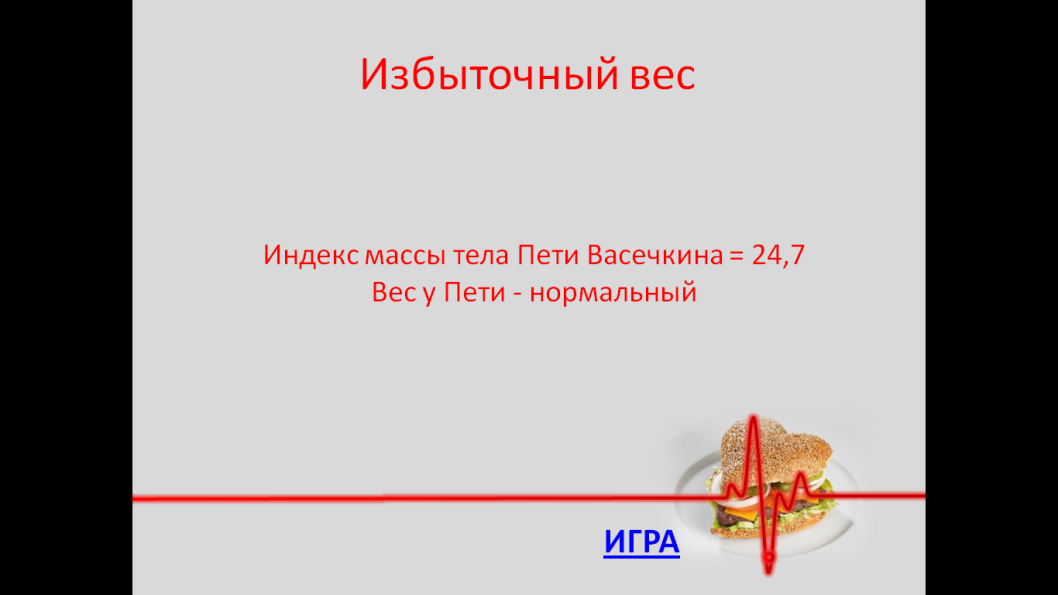 Избыточный вес
Индекс массы тела Пети Васечкина = 24,7
Вес у Пети - нормальный
ИГРА